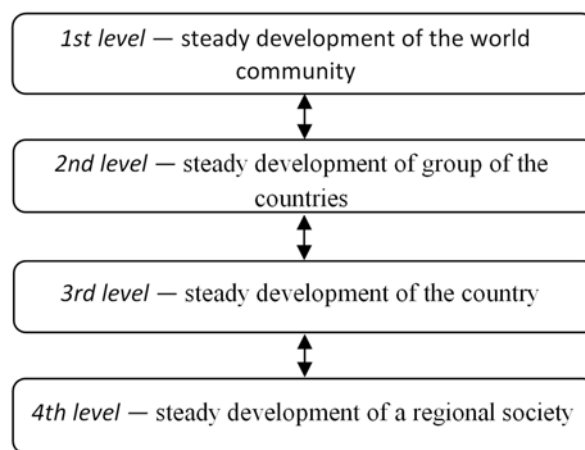 1st level — steady development of the world
community
2nd level — steady development of group of the
countries
3rd level — steady development of the country
4th level — steady development of a regional society